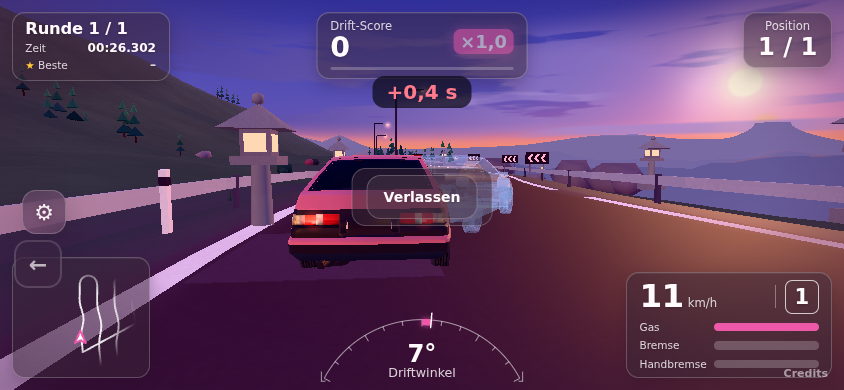 Runde 1 / 1
Zeit 00:26.302
★ Beste –
Drift-Score
0 ×1,0
+0,4 s
Position
1 / 1
Verlassen
11 km/h 1
Gas
Bremse
Handbremse
Credits
7°
Driftwinkel